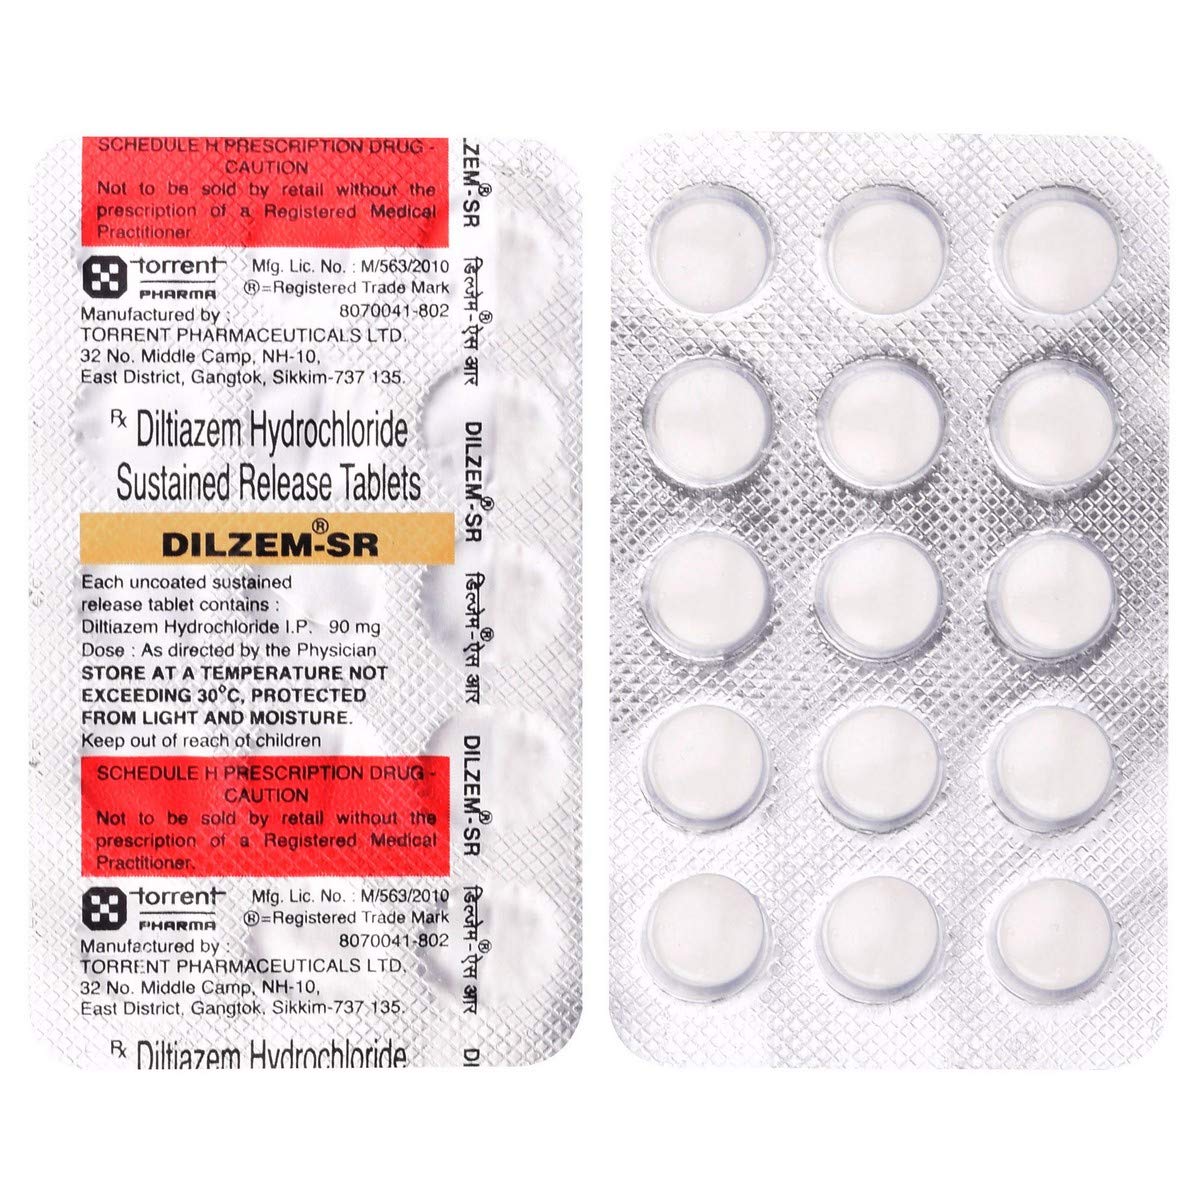 SCHEDULE H PRESCRIPTION DRUG -
CAUTION
Not to be sold by retail without the
prescription of a Registered Medical
Practitioner
torrent
PHARMA
Mfg. Lic. No. : M/563/2010
®=Registered Trade Mark
8070041-802
Manufactured by :
TORRENT PHARMACEUTICALS LTD.
32 No. Middle Camp, NH-10,
East District, Gangtok, Sikkim-737 135.
Rx Diltiazem Hydrochloride
Sustained Release Tablets
DILZEM®-SR
Each uncoated sustained
release tablet contains :
Diltiazem Hydrochloride I.P. 90 mg
Dose : As directed by the Physician
STORE AT A TEMPERATURE NOT
EXCEEDING 30°C, PROTECTED
FROM LIGHT AND MOISTURE.
Keep out of reach of children
SCHEDULE H PRESCRIPTION DRUG -
CAUTION
Not to be sold by retail without the
prescription of a Registered Medical
Practitioner.
torrent
PHARMA
Mfg. Lic. No. : M/563/2010
®=Registered Trade Mark
8070041-802
Manufactured by :
TORRENT PHARMACEUTICALS LTD.
32 No. Middle Camp, NH-10,
East District, Gangtok, Sikkim-737 135.
Rx Diltiazem Hydrochloride
ZEM®-SR
डिल्ज़ेम®-ऐस आर
DILZEM®-SR
डिल्ज़ेम®-ऐस आर
DILZEM®-SR
डिल्ज़ेम®-ऐस आर
DI